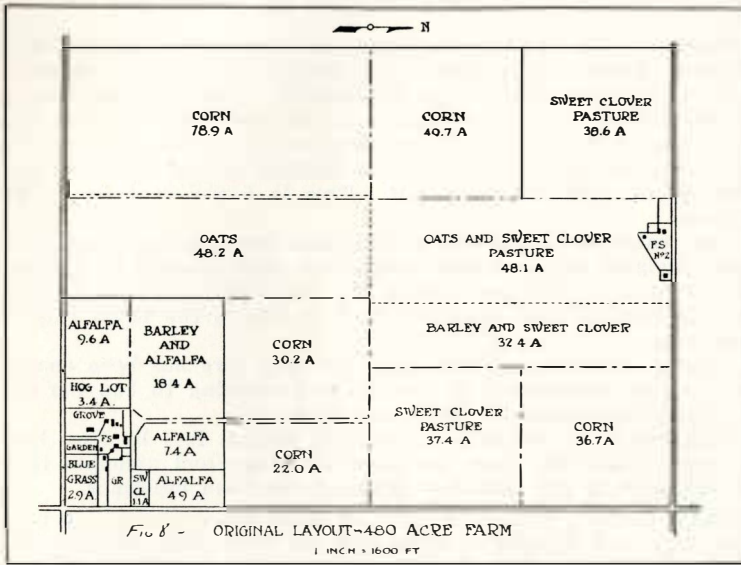 N
CORN
78.9 A
CORN
49.7 A
SWEET CLOVER
PASTURE
38.6 A
OATS
48.2 A
OATS AND SWEET CLOVER
PASTURE
48.1 A
FS
Nº2
ALFALFA
9.6 A
BARLEY
AND
ALFALFA
18.4 A
CORN
30.2 A
BARLEY AND SWEET CLOVER
32.4 A
HOG LOT
3.4 A.
GROVE
FS
GARDEN
BLUE
GRASS
2.9 A
GR
SW
CL
1.1 A
ALFALFA
7.4 A
ALFALFA
4.9 A
CORN
22.0 A
SWEET CLOVER
PASTURE
37.4 A
CORN
36.7 A
FIG 8 - ORIGINAL LAYOUT-480 ACRE FARM
1 INCH = 1600 FT